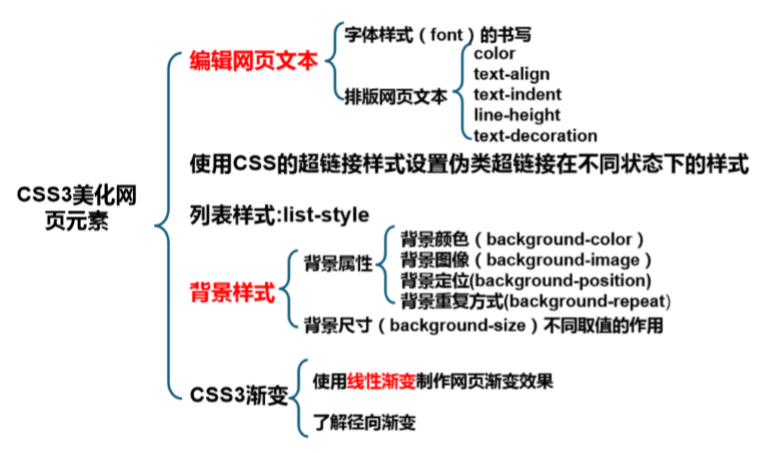 CSS3美化网
页元素
编辑网页文本
字体样式（font）的书写
排版网页文本
color
text-align
text-indent
line-height
text-decoration
使用CSS的超链接样式设置伪类超链接在不同状态下的样式
列表样式:list-style
背景样式
背景属性
背景颜色（background-color）
背景图像（background-image）
背景定位(background-position)
背景重复方式(background-repeat)
背景尺寸（background-size）不同取值的作用
CSS3渐变
使用线性渐变制作网页渐变效果
了解径向渐变